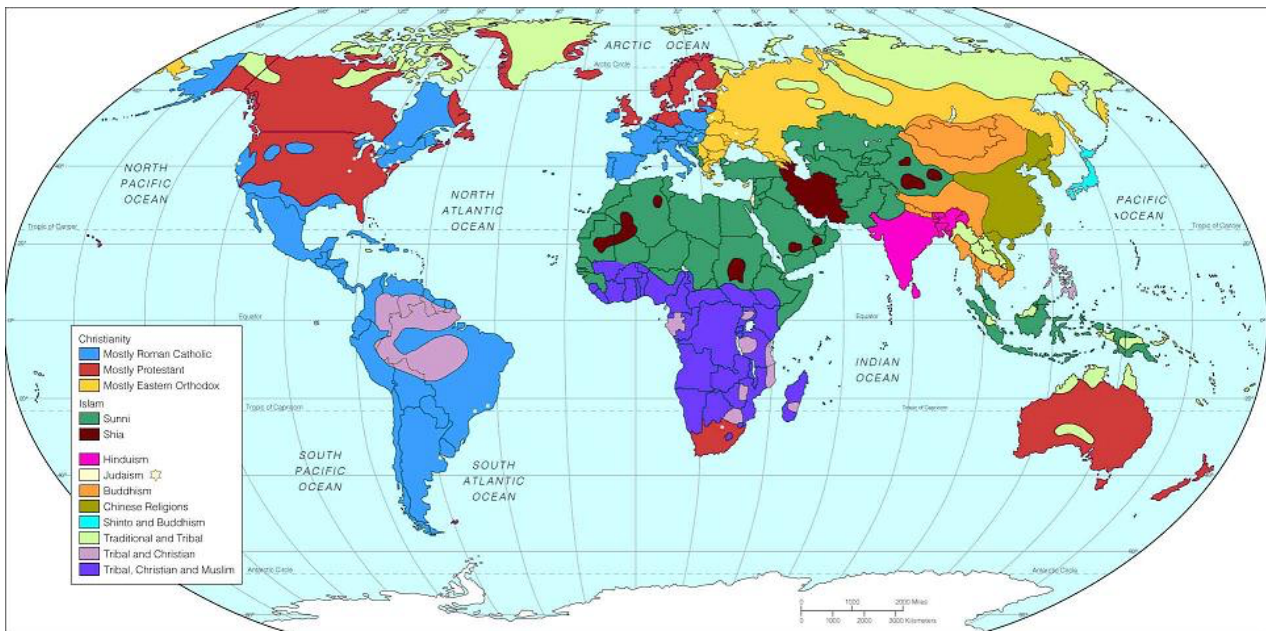 ARCTIC OCEAN
Arctic Circle
NORTH
PACIFIC
OCEAN
NORTH
ATLANTIC
OCEAN
PACIFIC
OCEAN
Tropic of Cancer
Tropic of Cancer
Equator
Equator
INDIAN
OCEAN
Tropic of Capricorn
Tropic of Capricorn
SOUTH
PACIFIC
OCEAN
SOUTH
ATLANTIC
OCEAN
Antarctic Circle
Antarctic Circle
Christianity
Mostly Roman Catholic
Mostly Protestant
Mostly Eastern Orthodox
Islam
Sunni
Shia
Hinduism
Judaism
Buddhism
Chinese Religions
Shinto and Buddhism
Traditional and Tribal
Tribal and Christian
Tribal, Christian and Muslim
0 1000 2000 Miles
0 1000 2000 3000 Kilometers